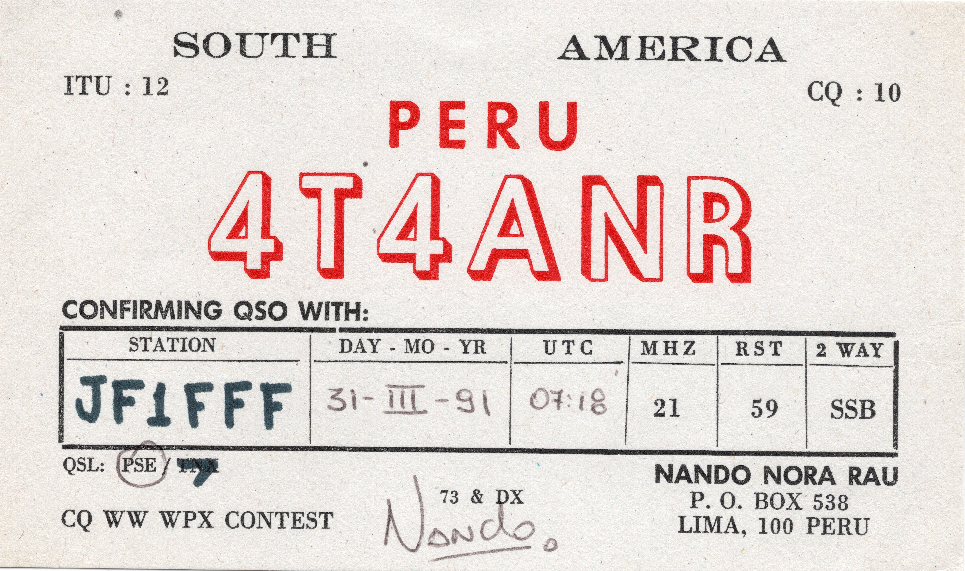 SOUTH AMERICA
ITU : 12 CQ : 10
PERU
4T4ANR
CONFIRMING QSO WITH:
STATION DAY - MO - YR UTC MHZ RST 2 WAY
JF1FFF 31-III-91 07:18 21 59 SSB
QSL: PSE / TNX
NANDO NORA RAU
73 & DX
P. O. BOX 538
CQ WW WPX CONTEST
Nando.
LIMA, 100 PERU